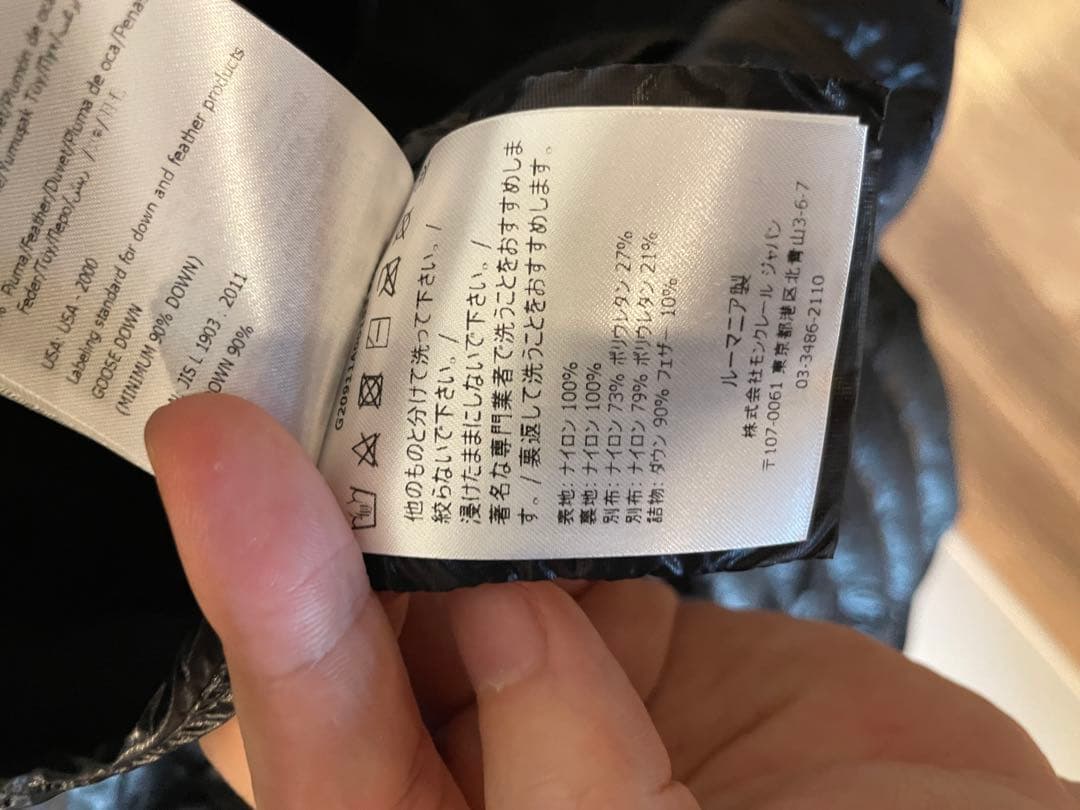 Pluma/Feather/Duvet/Pluma de oca/Penas
USA: USA - 2000
Labeling standard for down and feather products
GOOSE DOWN
(MINIMUM 90% DOWN)
JIS L 1903 . 2011
DOWN 90%
他のものと分けて洗って下さい。/
絞らないで下さい。/
浸けたままにしないで下さい。/
著名な専門業者で洗うことをおすすめしま
す。/ 裏返して洗うことをおすすめします。
表地: ナイロン 100%
裏地: ナイロン 100%
別布: ナイロン 73% ポリウレタン 27%
別布: ナイロン 79% ポリウレタン 21%
詰物: ダウン 90% フェザー 10%
ルーマニア製
株式会社モンクレール ジャパン
〒107-0061 東京都港区北青山3-6-7
03-3486-2110